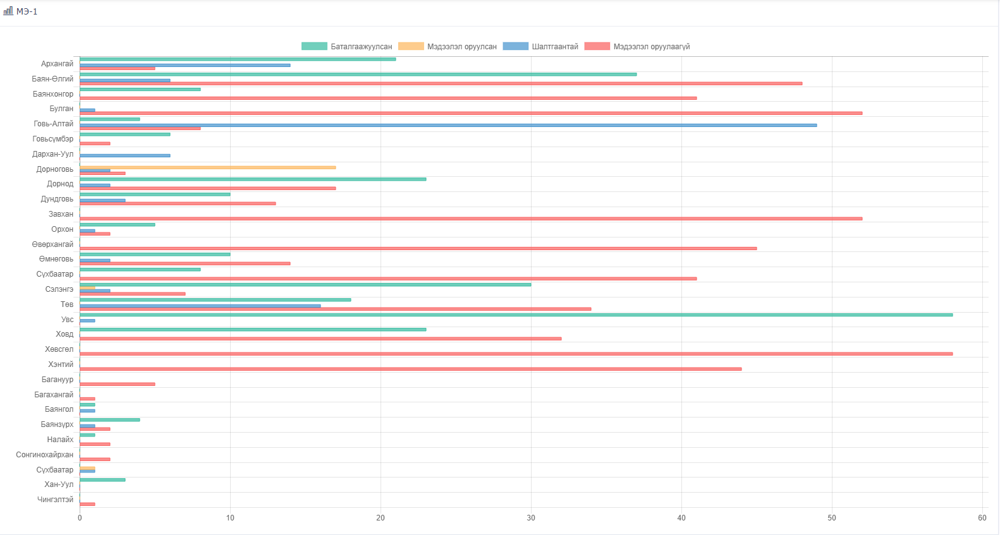 МЭ-1
Баталгаажуулсан Мэдээлэл оруулсан Шалтгаантай Мэдээлэл оруулаагүй
Архангай
Баян-Өлгий
Баянхонгор
Булган
Говь-Алтай
Говьсүмбэр
Дархан-Уул
Дорноговь
Дорнод
Дундговь
Завхан
Орхон
Өвөрхангай
Өмнөговь
Сүхбаатар
Сэлэнгэ
Төв
Увс
Ховд
Хөвсгөл
Хэнтий
Багануур
Багахангай
Баянгол
Баянзүрх
Налайх
Сонгинохайрхан
Сүхбаатар
Хан-Уул
Чингэлтэй
0 10 20 30 40 50 60